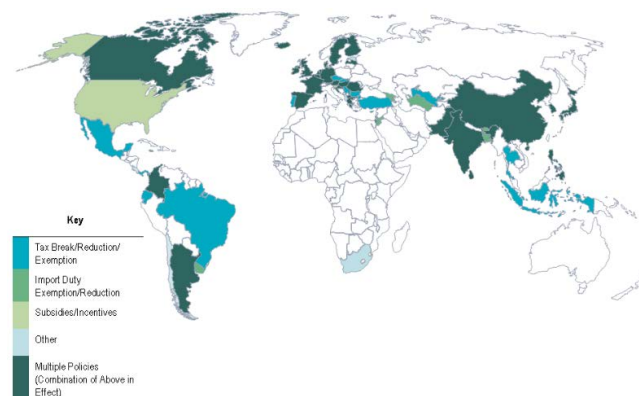 Key
Tax Break/Reduction/
Exemption
Import Duty
Exemption/Reduction
Subsidies/Incentives
Other
Multiple Policies
(Combination of Above in
Effect)